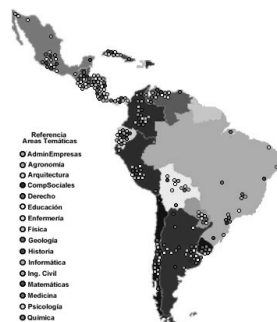 Referencia
Areas Temáticas
AdminEmpresas
Agronomía
Arquitectura
CompSociales
Derecho
Educación
Enfermería
Física
Geología
Historia
Informática
Ing. Civil
Matemáticas
Medicina
Psicología
Química